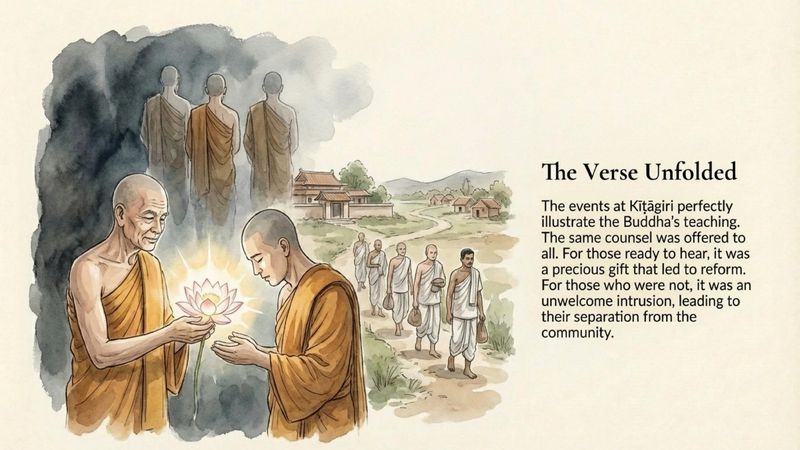 The Verse Unfolded
The events at Kīṭāgiri perfectly
illustrate the Buddha's teaching.
The same counsel was offered to
all. For those ready to hear, it was
a precious gift that led to reform.
For those who were not, it was an
unwelcome intrusion, leading to
their separation from the
community.